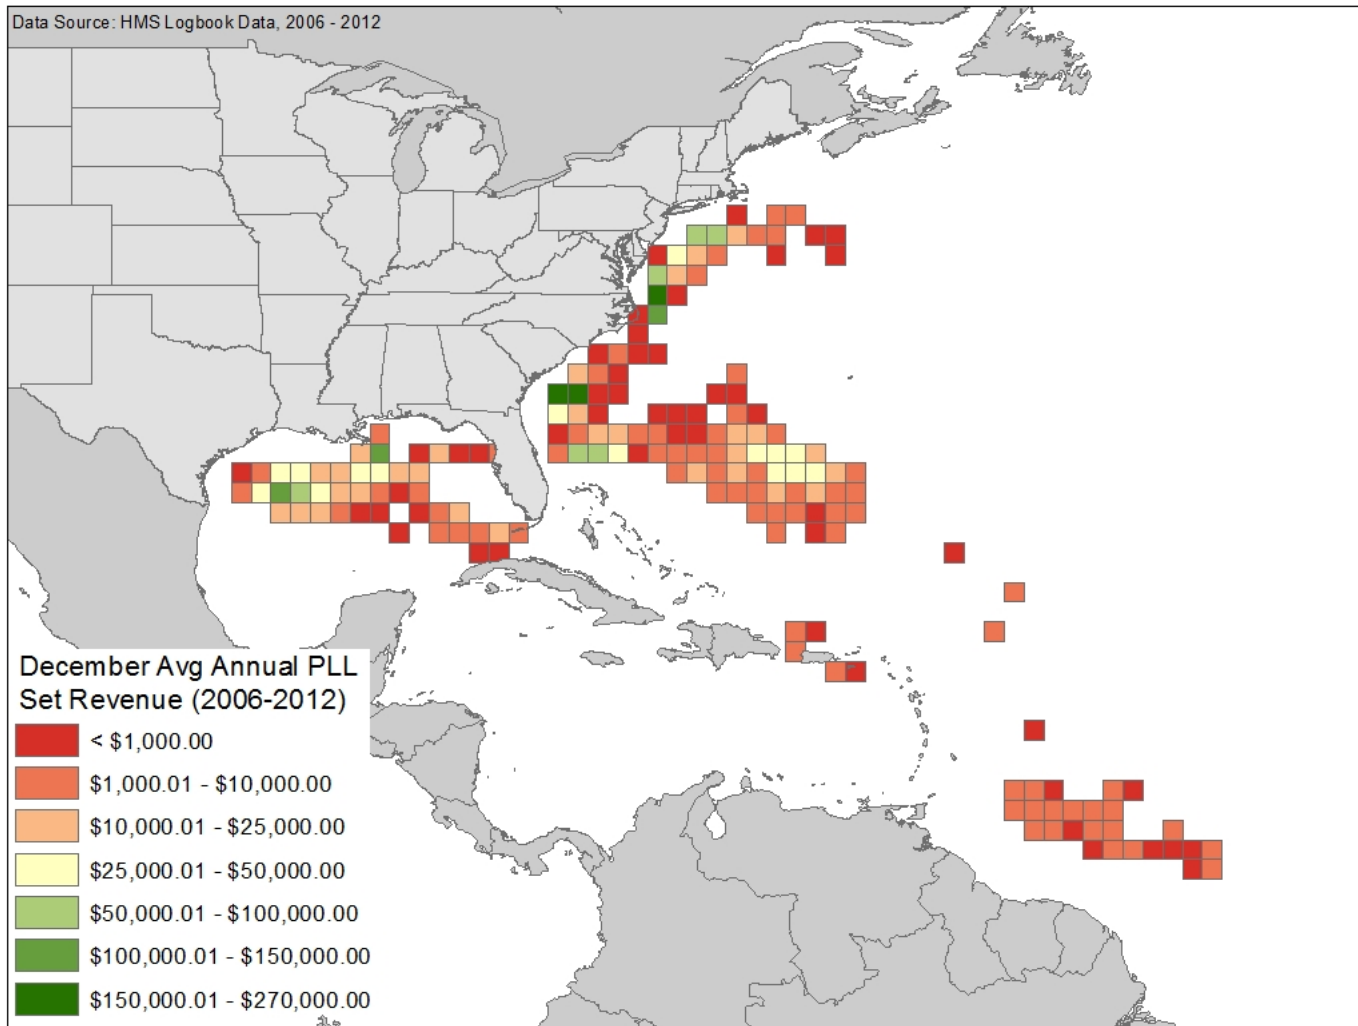 Data Source: HMS Logbook Data, 2006 - 2012
December Avg Annual PLL
Set Revenue (2006-2012)
< $1,000.00
$1,000.01 - $10,000.00
$10,000.01 - $25,000.00
$25,000.01 - $50,000.00
$50,000.01 - $100,000.00
$100,000.01 - $150,000.00
$150,000.01 - $270,000.00